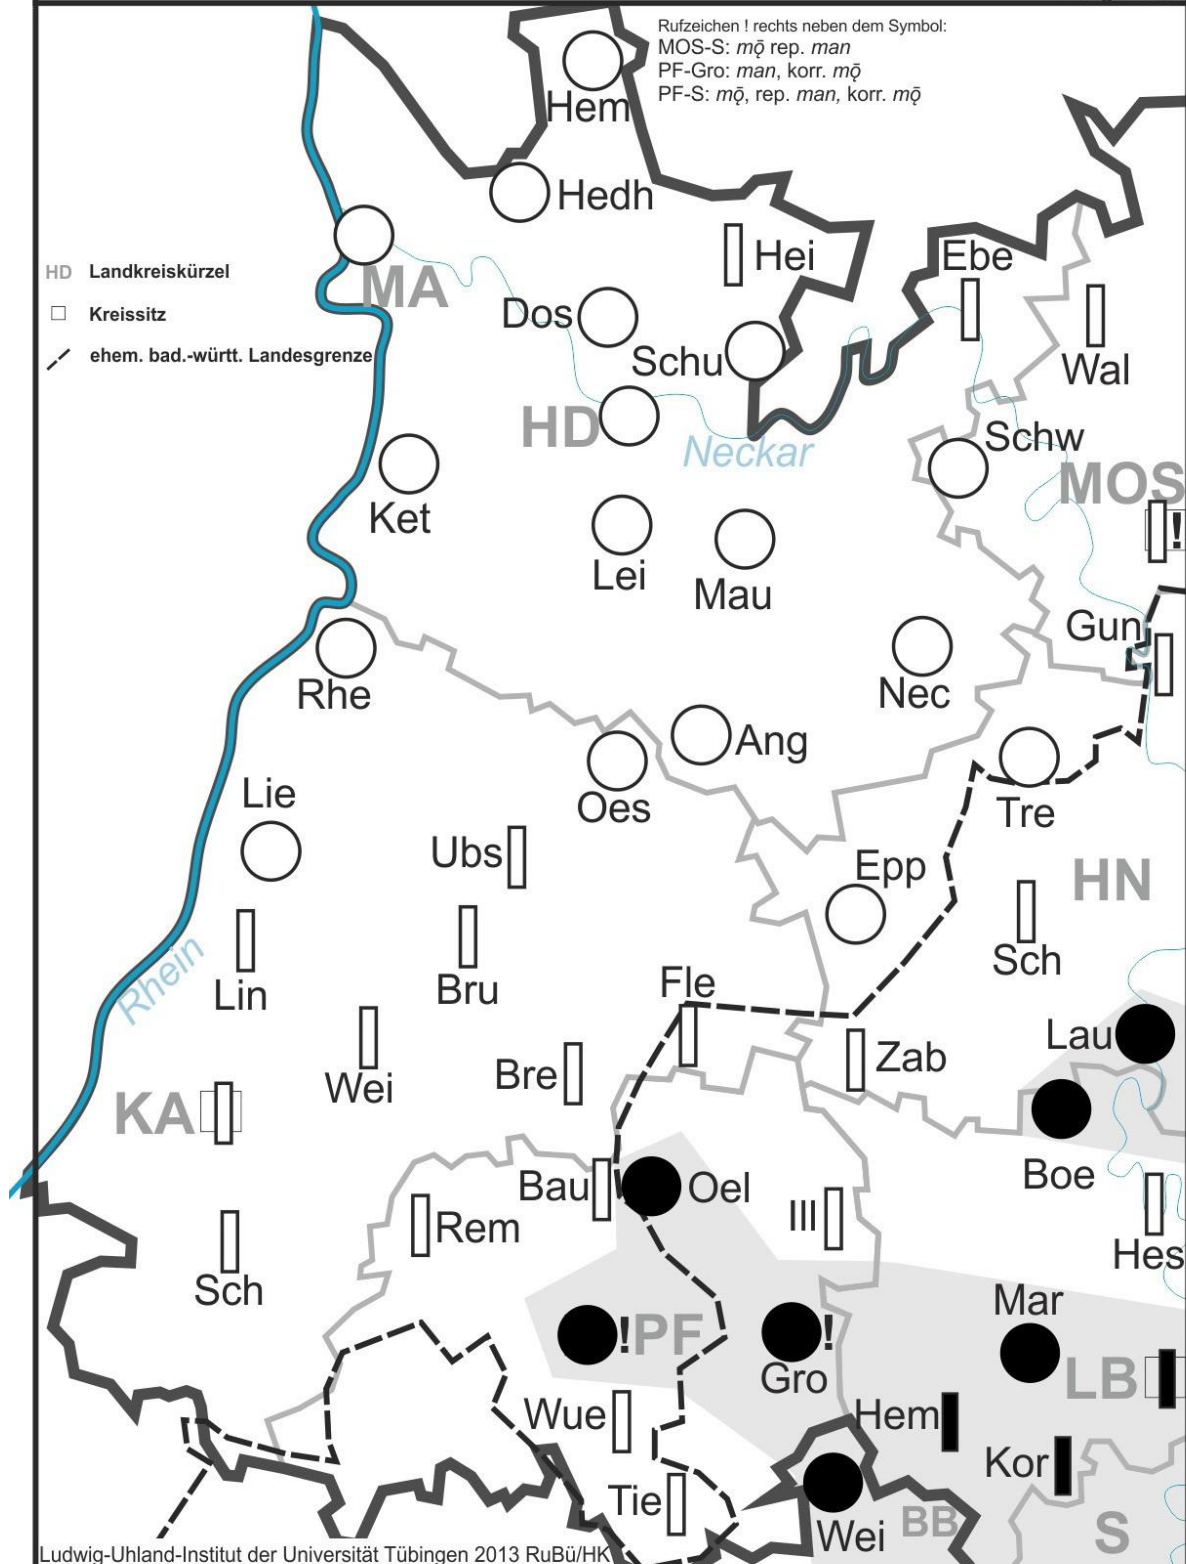 Rufzeichen ! rechts neben dem Symbol:
MOS-S: mō̜ rep. man
PF-Gro: man, korr. mō̜
PF-S: mō̜, rep. man, korr. mō̜
Hem
Hedh
HD Landkreiskürzel
Kreissitz
ehem. bad.-württ. Landesgrenze
MA
Hei
Ebe
Dos
Schu
Wal
HD
Neckar
Schw
MOS
!
Ket
Lei
Mau
Gun
Rhe
Nec
Ang
Oes
Tre
Lie
Ubs
Epp
HN
Rhein
Lin
Bru
Fle
Sch
Lau
Wei
Bre
Zab
KA
Boe
Bau
Oel
Rem
Ill
Hes
Sch
Mar
! PF
!
Gro
LB
Wue
Hem
Kor
Tie
Wei
BB
S
Ludwig-Uhland-Institut der Universität Tübingen 2013 RuBü/HK